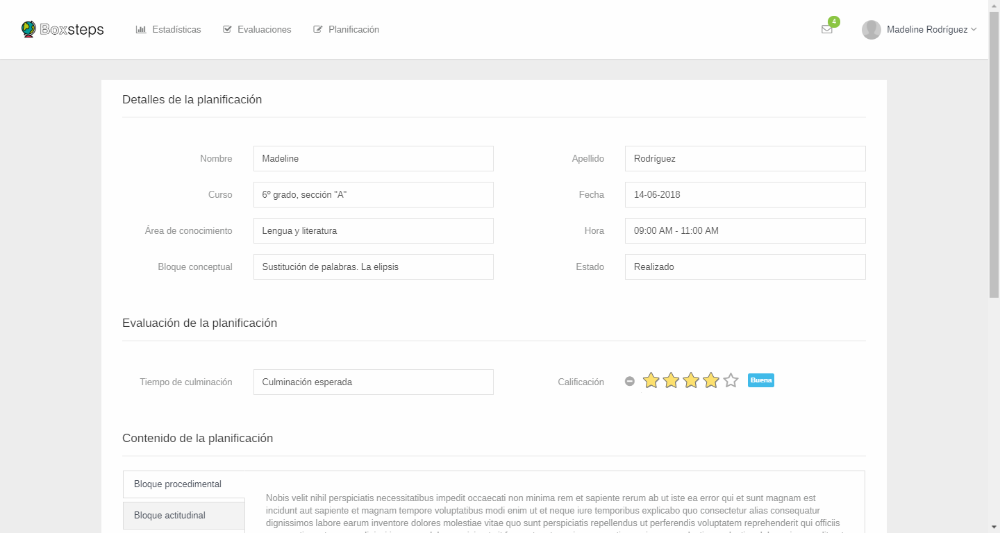 Boxsteps Estadísticas Evaluaciones Planificación 4 Madeline Rodríguez
Detalles de la planificación
Nombre Madeline Apellido Rodríguez
Curso 6º grado, sección "A" Fecha 14-06-2018
Área de conocimiento Lengua y literatura Hora 09:00 AM - 11:00 AM
Bloque conceptual Sustitución de palabras. La elipsis Estado Realizado
Evaluación de la planificación
Tiempo de culminación Culminación esperada Calificación Buena
Contenido de la planificación
Bloque procedimental
Bloque actitudinal
Nobis velit nihil perspiciatis necessitatibus impedit occaecati non minima rem et sapiente rerum ab ut iste ea error qui et sunt magnam est
incidunt aut sapiente et magnam tempore voluptatibus modi enim ut et neque iure temporibus explicabo quo consectetur alias consequatur
dignissimos labore earum inventore dolores molestiae vitae quo sunt perspiciatis repellendus ut perferendis voluptatem reprehenderit qui officiis